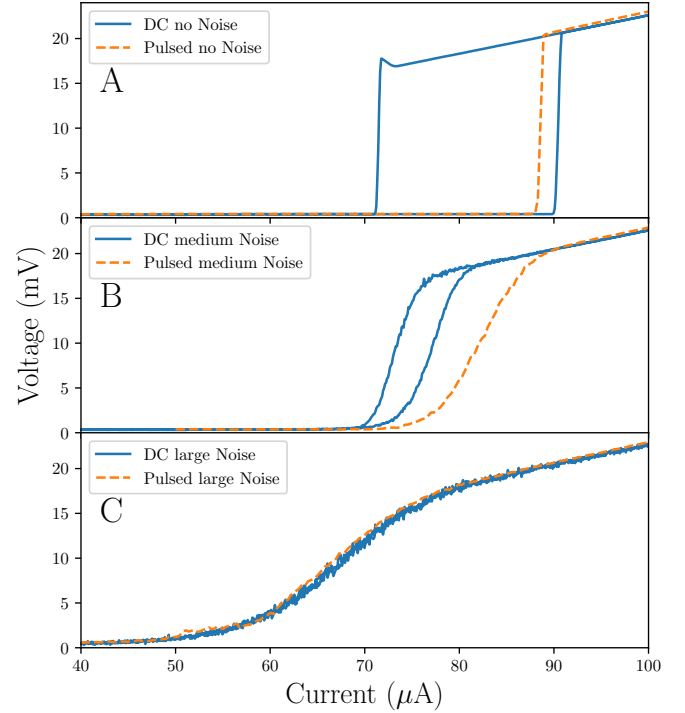 DC no Noise
Pulsed no Noise
A
20
15
10
5
0
DC medium Noise
Pulsed medium Noise
B
20
15
10
5
0
Voltage (mV)
DC large Noise
Pulsed large Noise
C
20
15
10
5
0
40 50 60 70 80 90 100
Current (μA)